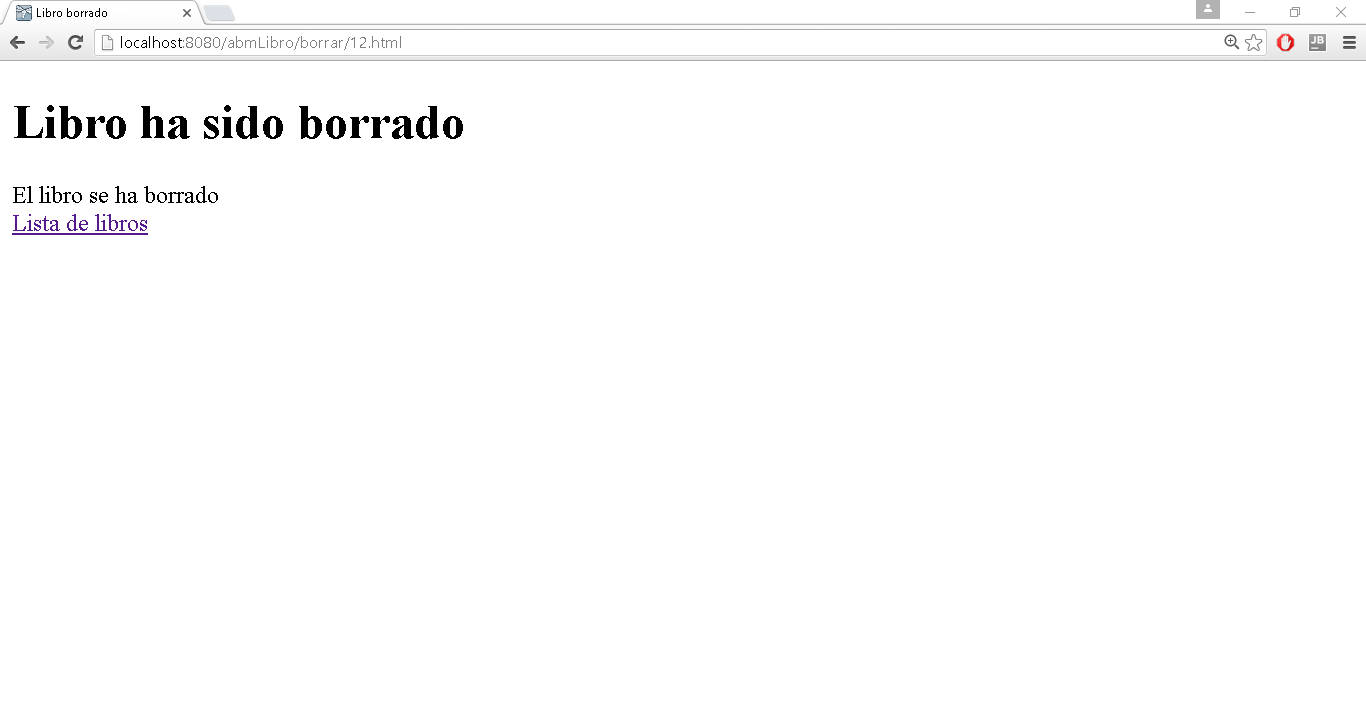 Libro borrado
localhost:8080/abmLibro/borrar/12.html
JB
Libro ha sido borrado
El libro se ha borrado
Lista de libros